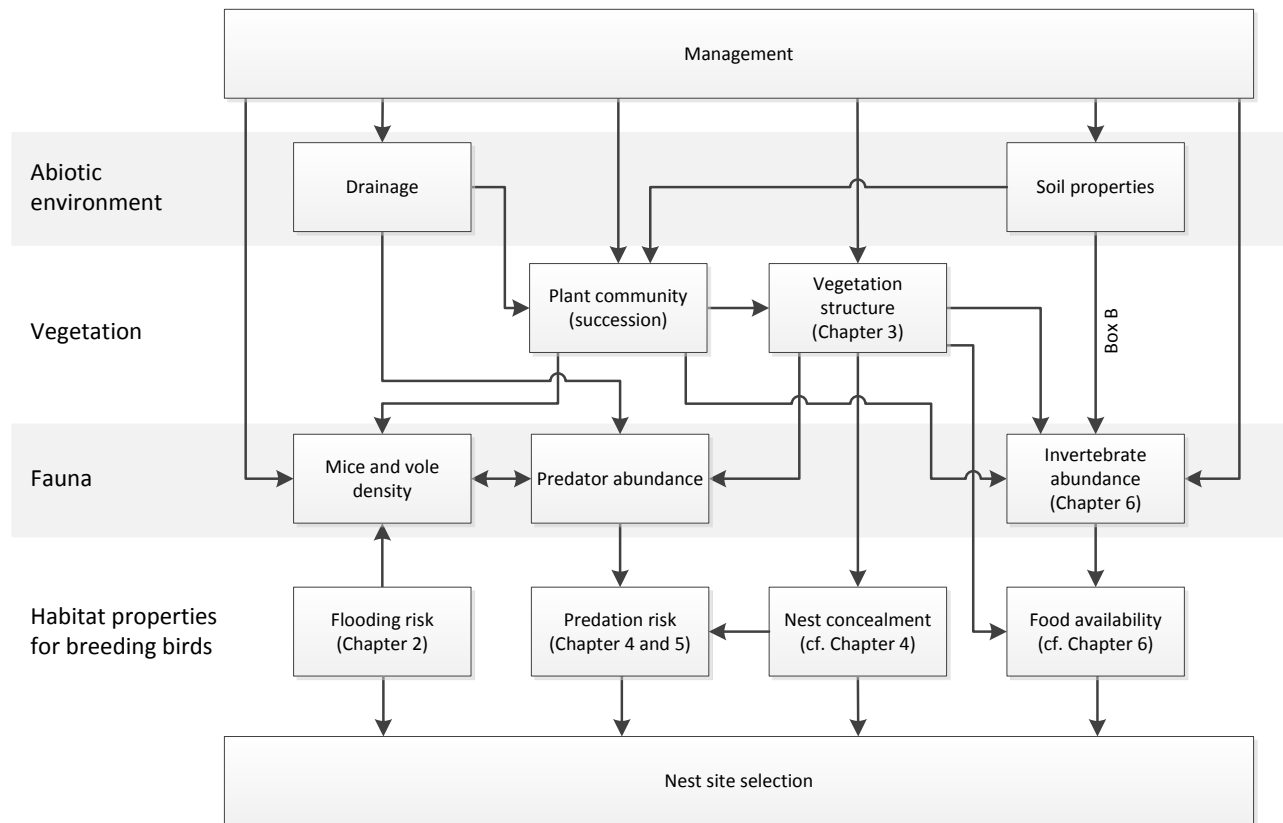 Management
Abiotic
environment
Drainage
Soil properties
Vegetation
Plant community
(succession)
Vegetation
structure
(Chapter 3)
Box B
Fauna
Mice and vole
density
Predator abundance
Invertebrate
abundance
(Chapter 6)
Habitat properties
for breeding birds
Flooding risk
(Chapter 2)
Predation risk
(Chapter 4 and 5)
Nest concealment
(cf. Chapter 4)
Food availability
(cf. Chapter 6)
Nest site selection